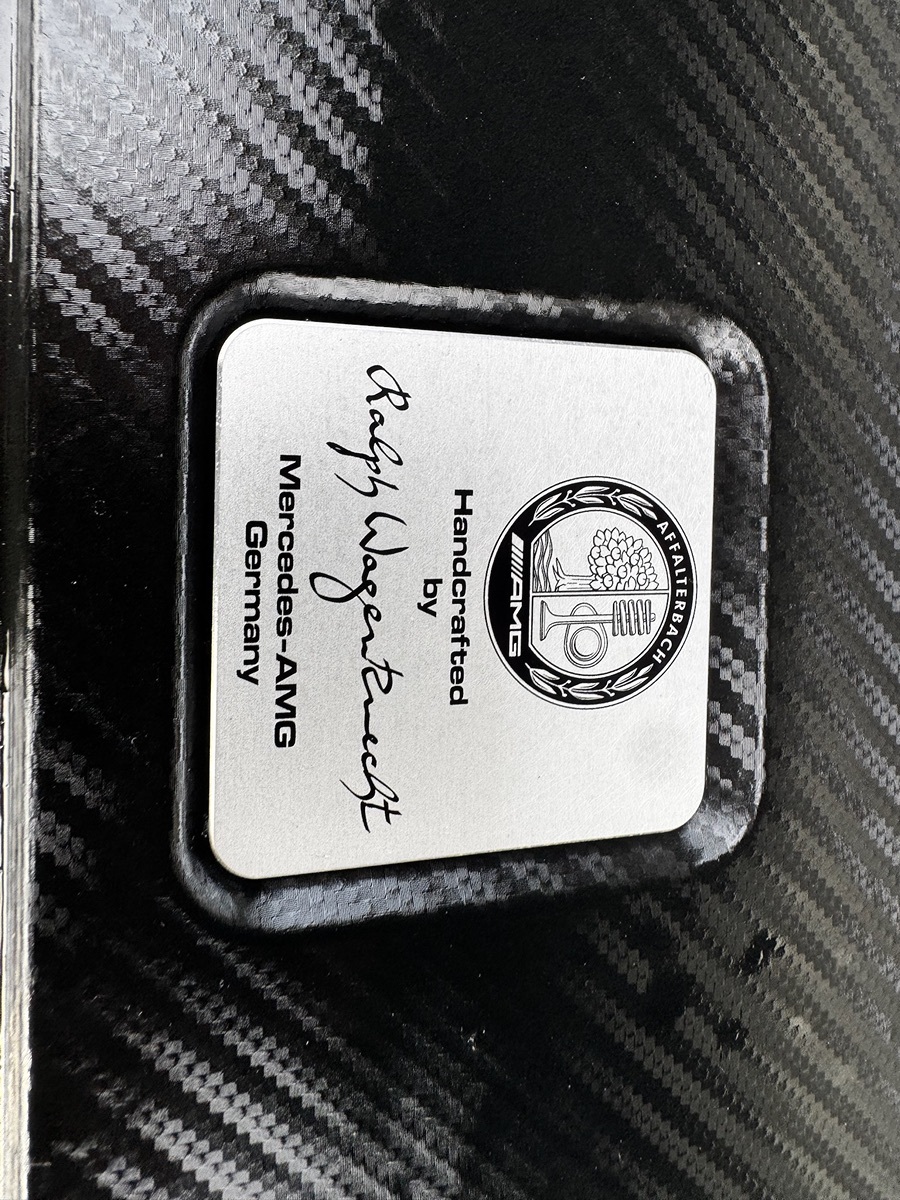 AFFALTERBACH
AMG
Handcrafted
by
Ralph Wagenknecht
Mercedes-AMG
Germany